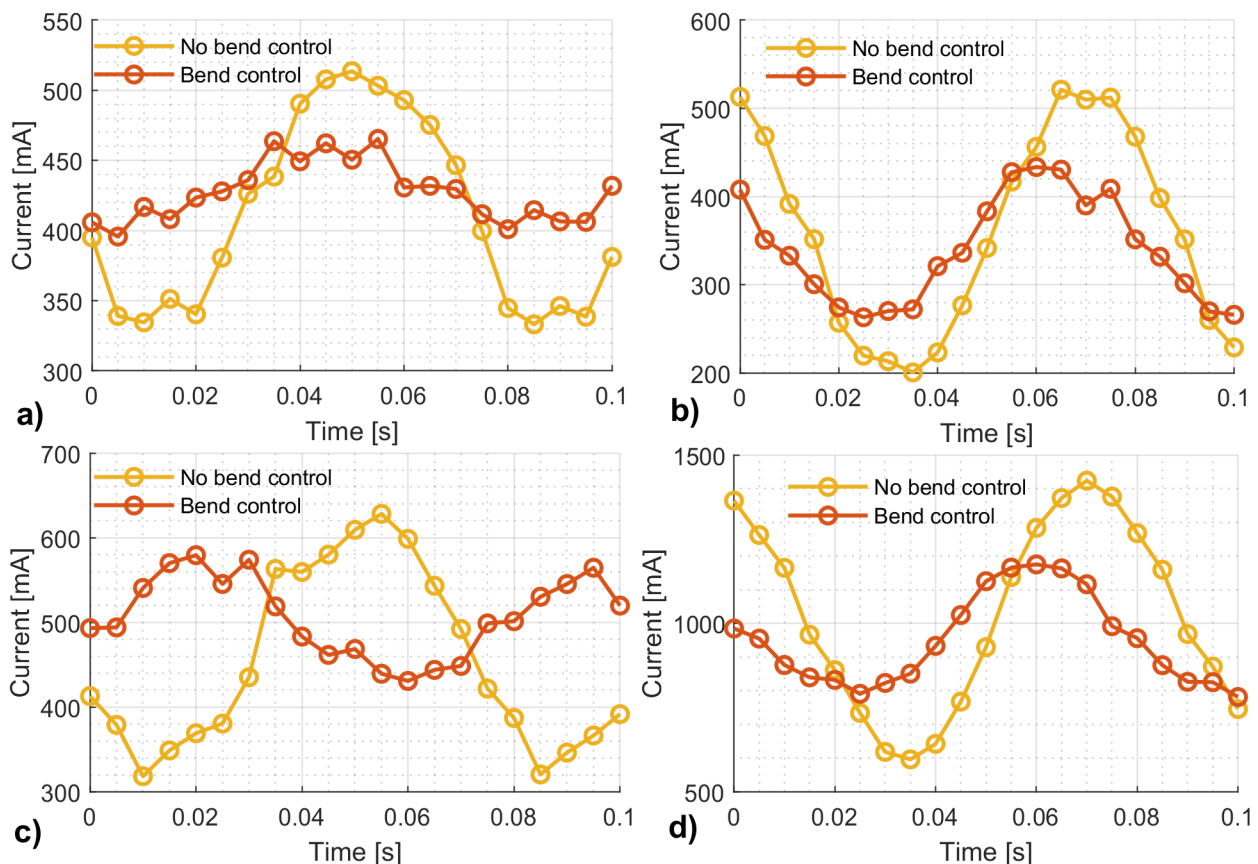 550
500
450
400
350
300
Current [mA]
No bend control
Bend control
0 0.02 0.04 0.06 0.08 0.1
Time [s]
a)
600
500
400
300
200
Current [mA]
No bend control
Bend control
0 0.02 0.04 0.06 0.08 0.1
Time [s]
b)
700
600
500
400
300
Current [mA]
No bend control
Bend control
0 0.02 0.04 0.06 0.08 0.1
Time [s]
c)
1500
1000
500
Current [mA]
No bend control
Bend control
0 0.02 0.04 0.06 0.08 0.1
Time [s]
d)